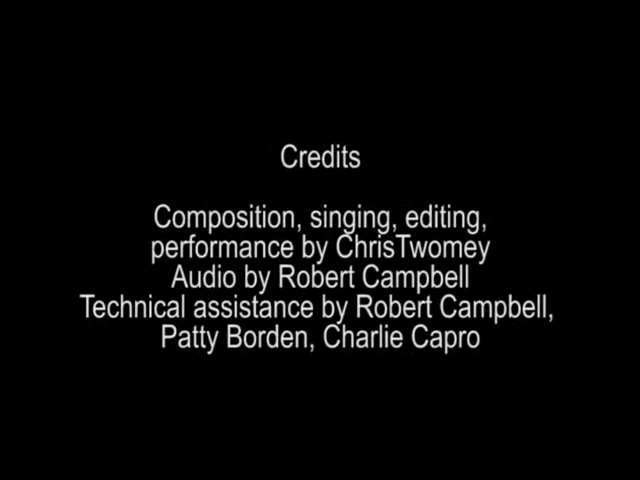 Credits
Composition, singing, editing,
performance by ChrisTwomey
Audio by Robert Campbell
Technical assistance by Robert Campbell,
Patty Borden, Charlie Capro